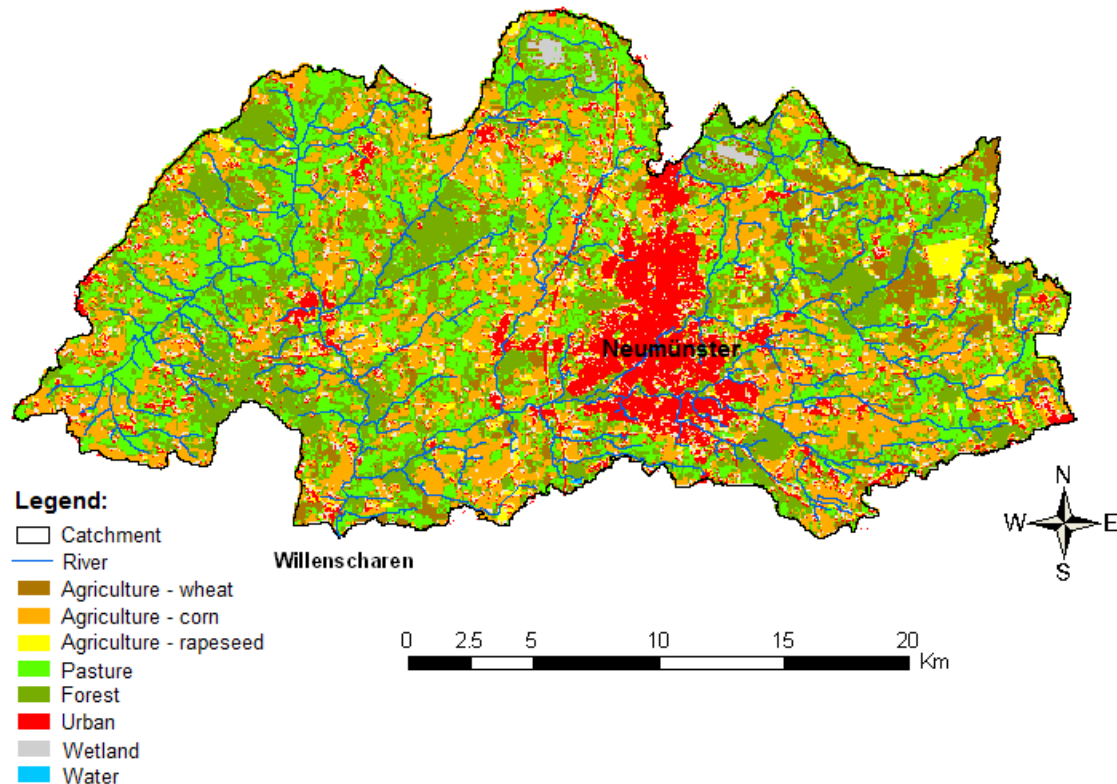 Neumünster
N
W E
S
Legend:
Catchment
River
Willenscharen
Agriculture - wheat
Agriculture - corn
Agriculture - rapeseed
Pasture
Forest
Urban
Wetland
Water
0 2.5 5 10 15 20
Km